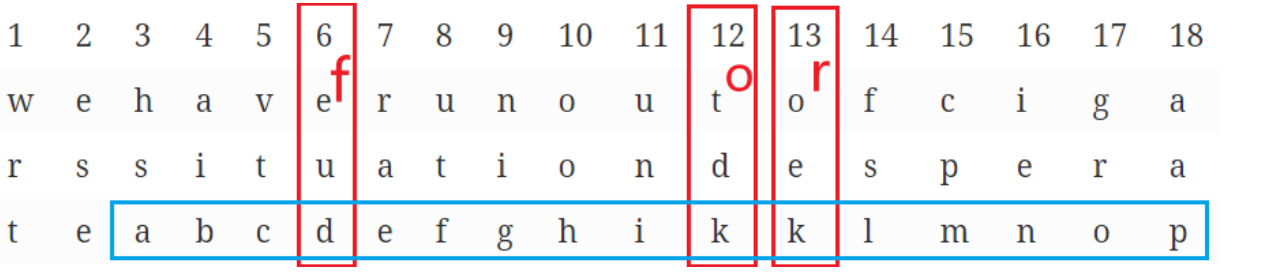 1 2 3 4 5 6 7 8 9 10 11 12 13 14 15 16 17 18
f o r
w e h a v e r u n o u t o f c i g a
r s s i t u a t i o n d e s p e r a
t e a b c d e f g h i k k l m n o p